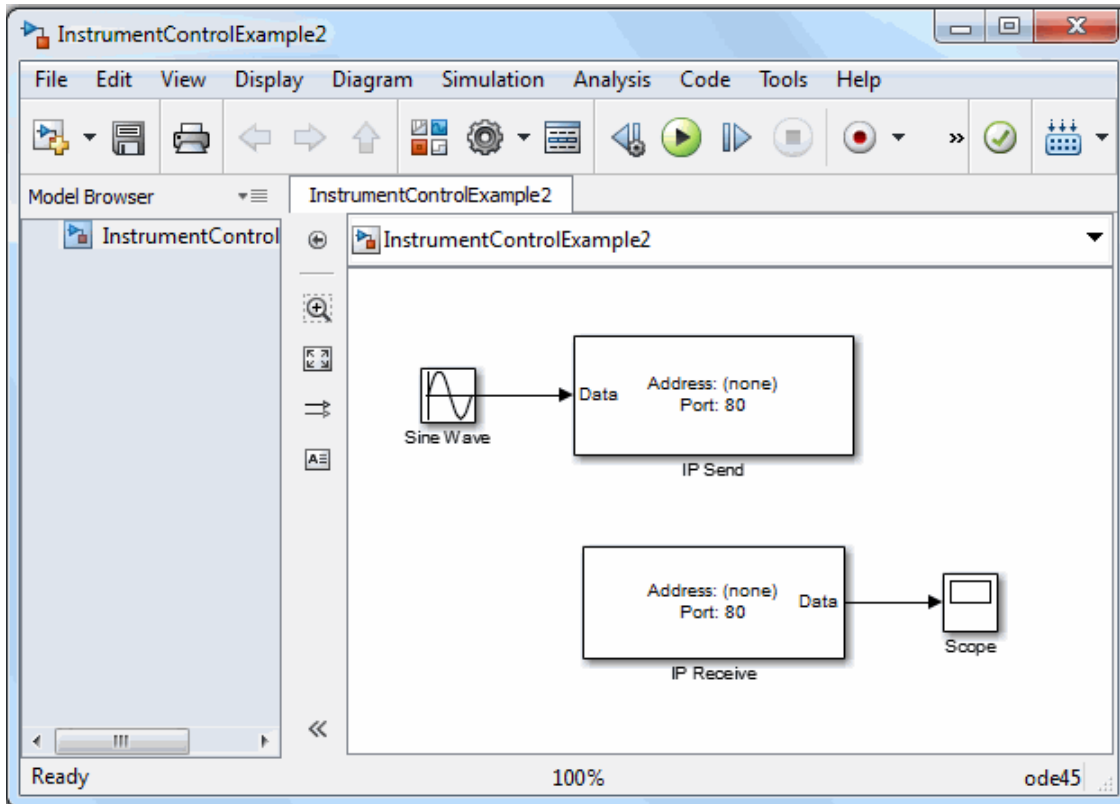 InstrumentControlExample2
File Edit View Display Diagram Simulation Analysis Code Tools Help
Model Browser
InstrumentControlExample2
InstrumentControl
InstrumentControlExample2
Data
Address: (none)
Port: 80
Sine Wave
IP Send
Address: (none)
Port: 80
Data
IP Receive
Scope
Ready 100% ode45